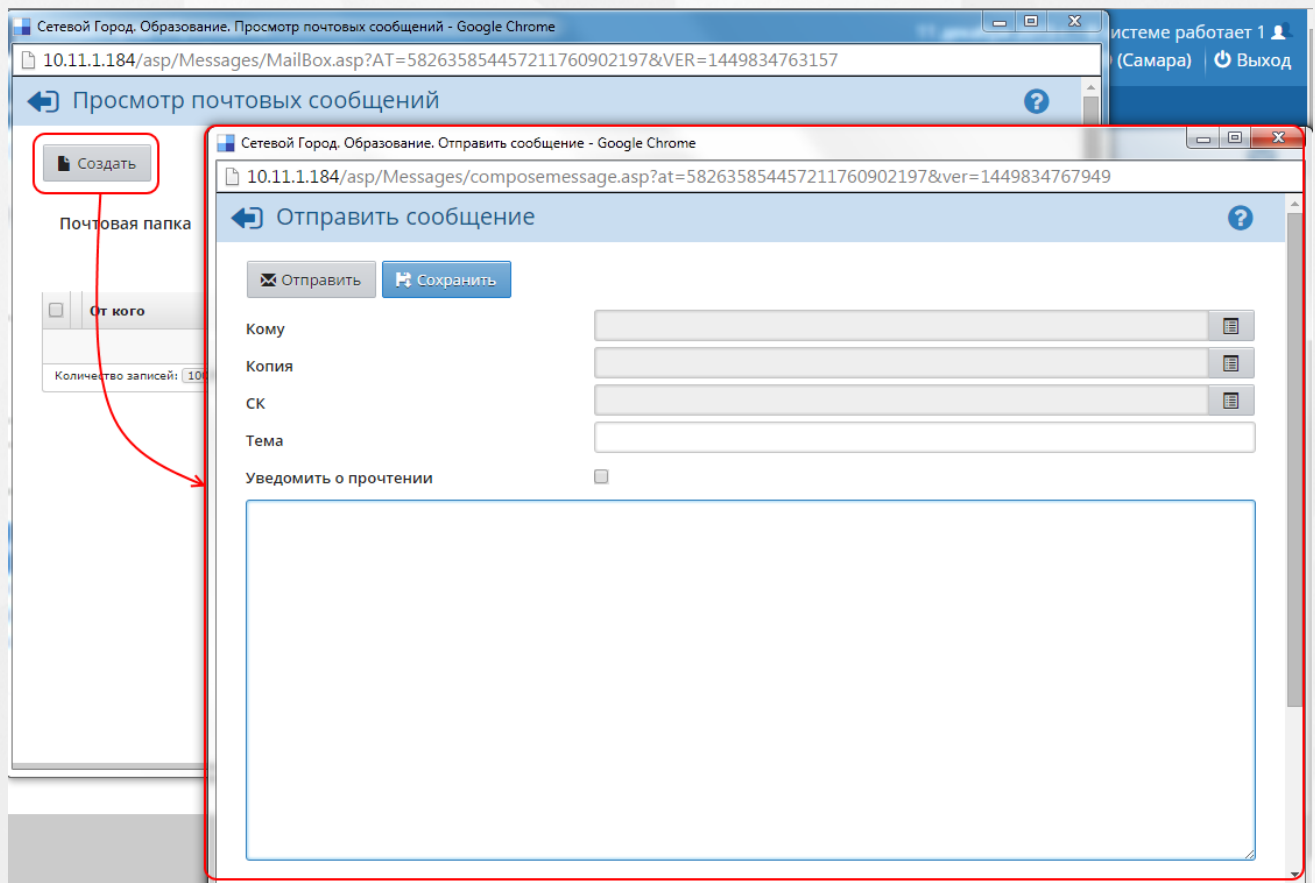 Сетевой Город. Образование. Просмотр почтовых сообщений - Google Chrome
истеме работает 1
10.11.1.184/asp/Messages/MailBox.asp?AT=582635854457211760902197&VER=1449834763157
(Самара) Выход
Просмотр почтовых сообщений
?
Создать
Почтовая папка
От кого
Количество записей: 10
Сетевой Город. Образование. Отправить сообщение - Google Chrome
10.11.1.184/asp/Messages/composemessage.asp?at=582635854457211760902197&ver=1449834767949
Отправить сообщение
?
Отправить Сохранить
Кому
Копия
СК
Тема
Уведомить о прочтении